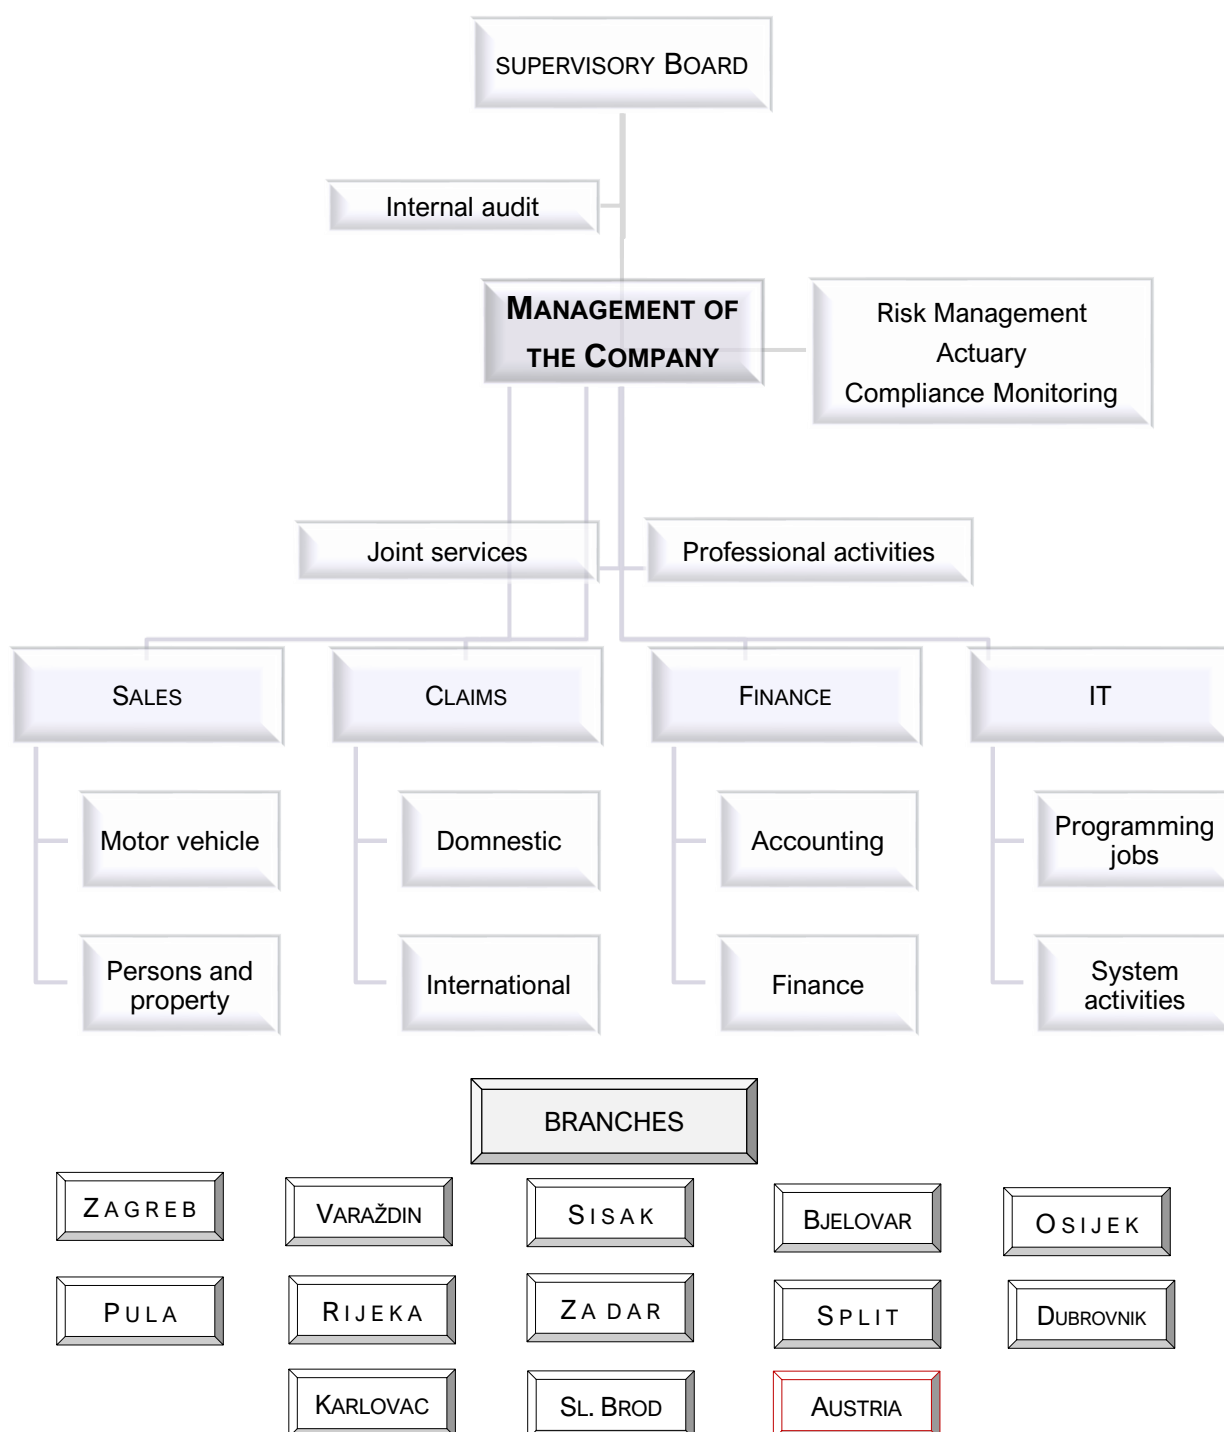 SUPERVISORY BOARD
Internal audit
MANAGEMENT OF
THE COMPANY
Risk Management
Actuary
Compliance Monitoring
Joint services
Professional activities
SALES
CLAIMS
FINANCE
IT
Motor vehicle
Domnestic
Accounting
Programming
jobs
Persons and
property
International
Finance
System
activities
BRANCHES
ZAGREB
VARAŽDIN
SISAK
BJELOVAR
OSIJEK
PULA
RIJEKA
ZADAR
SPLIT
DUBROVNIK
KARLOVAC
SL. BROD
AUSTRIA